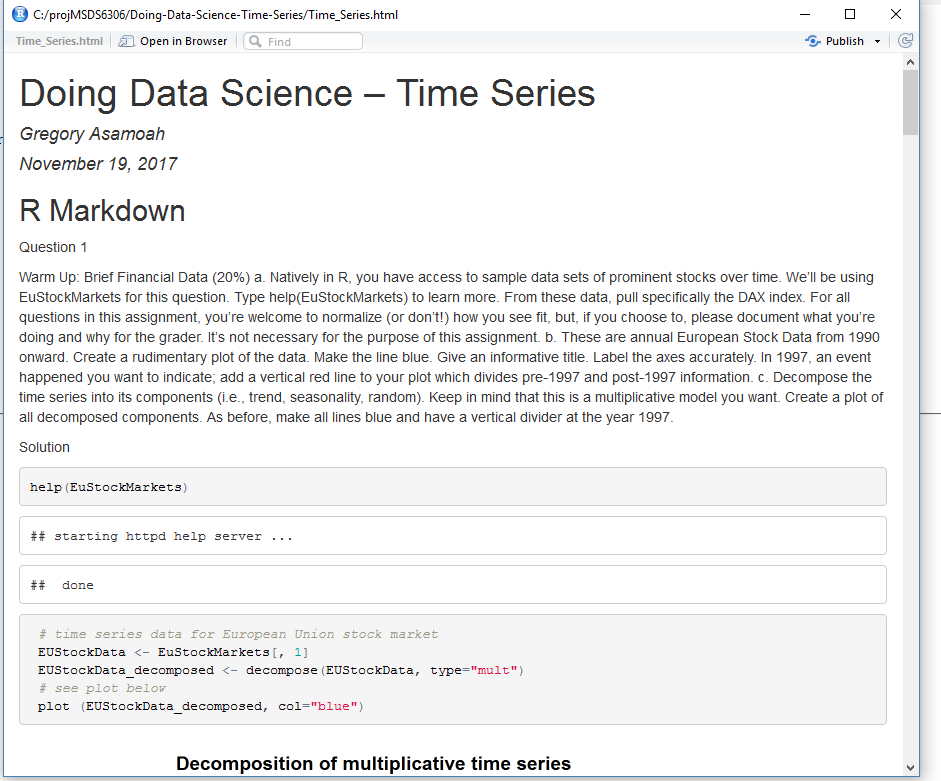 C:/projMSDS6306/Doing-Data-Science-Time-Series/Time_Series.html
Time_Series.html Open in Browser Find Publish
Doing Data Science – Time Series
Gregory Asamoah
November 19, 2017
R Markdown
Question 1
Warm Up: Brief Financial Data (20%) a. Natively in R, you have access to sample data sets of prominent stocks over time. We’ll be using
EuStockMarkets for this question. Type help(EuStockMarkets) to learn more. From these data, pull specifically the DAX index. For all
questions in this assignment, you’re welcome to normalize (or don’t!) how you see fit, but, if you choose to, please document what you’re
doing and why for the grader. It’s not necessary for the purpose of this assignment. b. These are annual European Stock Data from 1990
onward. Create a rudimentary plot of the data. Make the line blue. Give an informative title. Label the axes accurately. In 1997, an event
happened you want to indicate; add a vertical red line to your plot which divides pre-1997 and post-1997 information. c. Decompose the
time series into its components (i.e., trend, seasonality, random). Keep in mind that this is a multiplicative model you want. Create a plot of
all decomposed components. As before, make all lines blue and have a vertical divider at the year 1997.
Solution
help(EuStockMarkets)
## starting httpd help server ...
##  done
# time series data for European Union stock market
EUStockData <- EuStockMarkets[, 1]
EUStockData_decomposed <- decompose(EUStockData, type="mult")
# see plot below
plot (EUStockData_decomposed, col="blue")
Decomposition of multiplicative time series